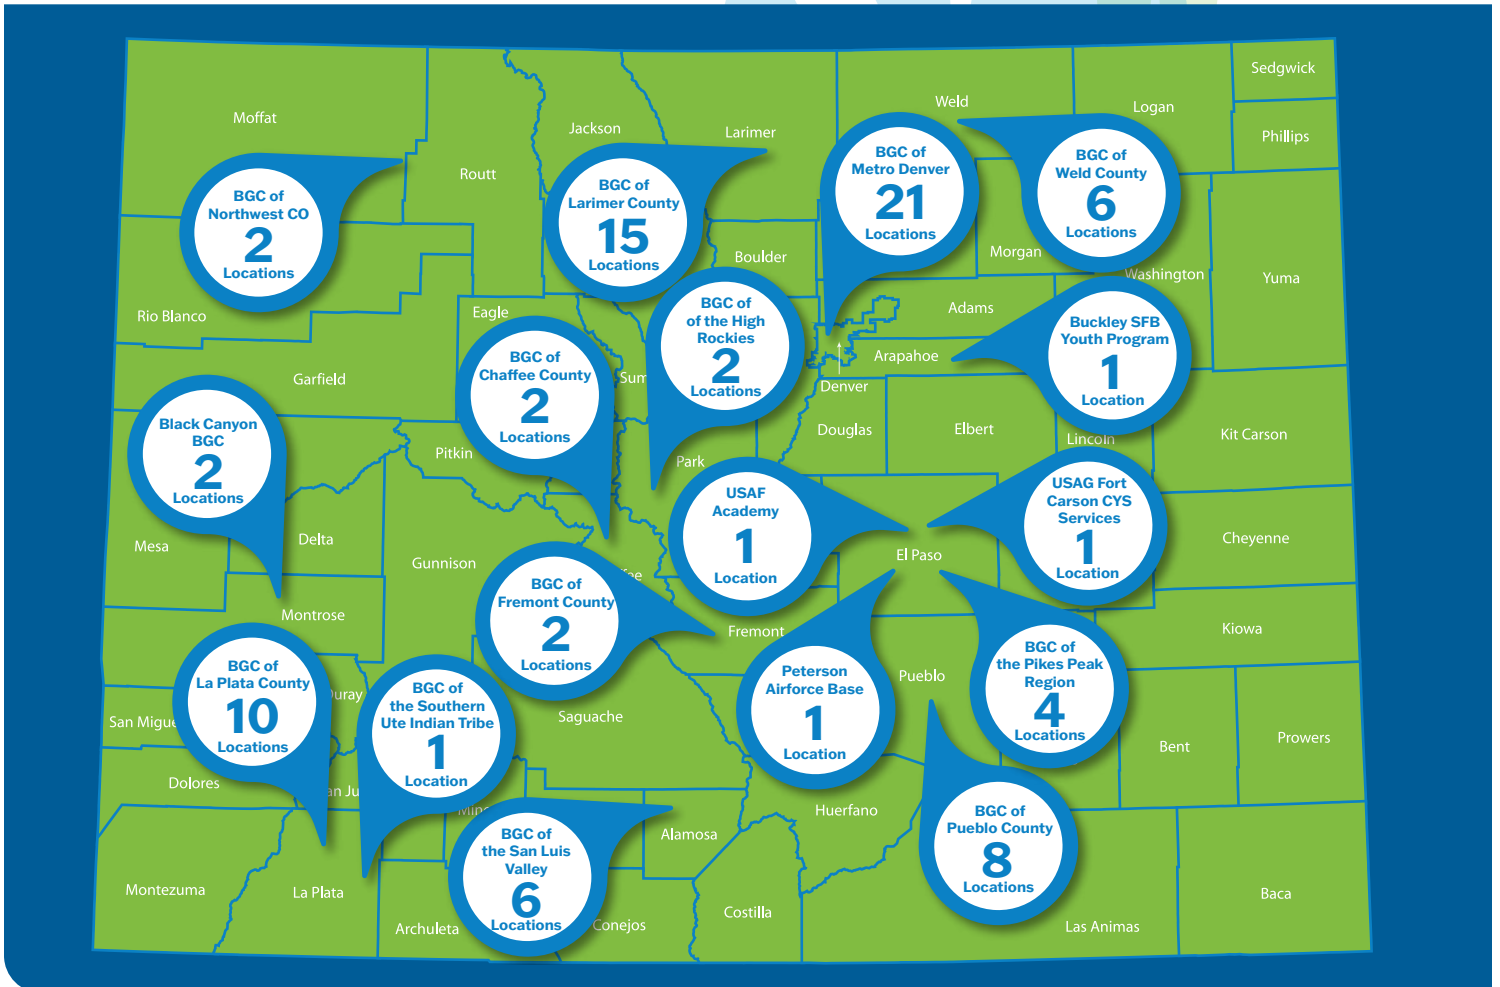 Sedgwick
Moffat
Jackson
Larimer
Weld
Logan
Phillips
Routt
BGC of
Northwest CO
2
Locations
BGC of
Larimer County
15
Locations
BGC of
Metro Denver
21
Locations
BGC of
Weld County
6
Locations
Boulder
Morgan
Washington
Yuma
Rio Blanco
Eagle
Adams
BGC of
of the High
Rockies
2
Locations
Buckley SFB
Youth Program
1
Location
Garfield
BGC of
Chaffee County
2
Locations
Sum
Arapahoe
Denver
Black Canyon
BGC
2
Locations
Pitkin
Park
Douglas
Elbert
Lincoln
Kit Carson
USAF
Academy
1
Location
USAG Fort
Carson CYS
Services
1
Location
Mesa
Delta
Gunnison
fee
El Paso
Cheyenne
BGC of
Fremont County
2
Locations
Montrose
Fremont
Kiowa
BGC of
La Plata County
10
Locations
Ouray
BGC of
the Southern
Ute Indian Tribe
1
Location
Peterson
Airforce Base
1
Location
Pueblo
BGC of
the Pikes Peak
Region
4
Locations
San Migue
Saguache
Bent
Prowers
Dolores
an Ju
Mine
Huerfano
BGC of
the San Luis
Valley
6
Locations
Alamosa
BGC of
Pueblo County
8
Locations
Montezuma
La Plata
Archuleta
Conejos
Costilla
Las Animas
Baca